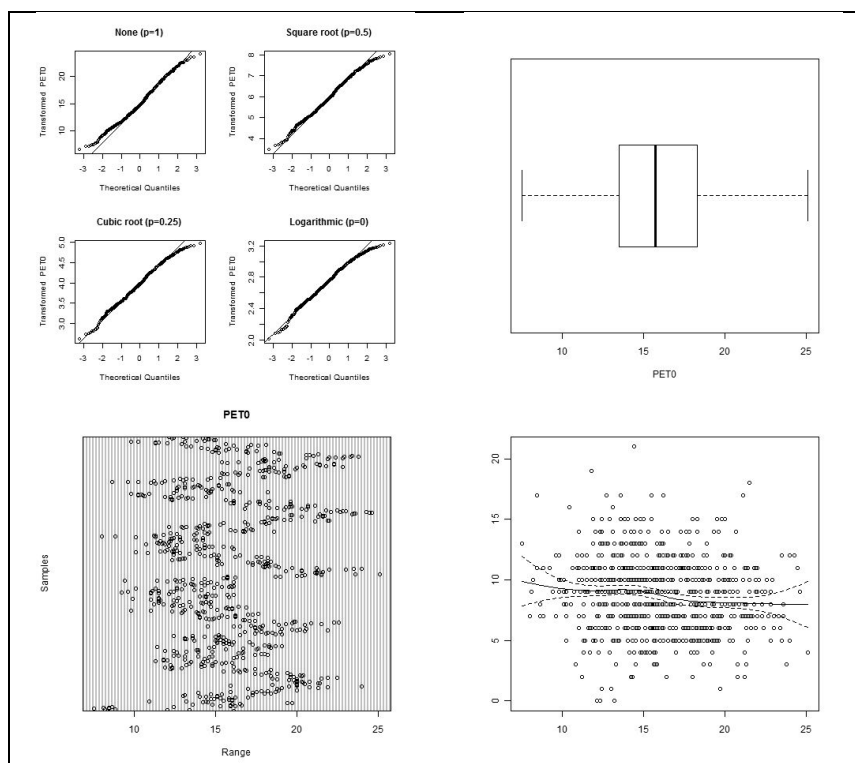 None (p=1)
Transformed PET0
10 15 20
-3 -2 -1 0 1 2 3
Theoretical Quantiles
Square root (p=0.5)
Transformed PET0
4 5 6 7 8
-3 -2 -1 0 1 2 3
Theoretical Quantiles
Cubic root (p=0.25)
Transformed PET0
3.0 3.5 4.0 4.5 5.0
-3 -2 -1 0 1 2 3
Theoretical Quantiles
Logarithmic (p=0)
Transformed PET0
2.0 2.4 2.8 3.2
-3 -2 -1 0 1 2 3
Theoretical Quantiles
10 15 20 25
PET0
PET0
Samples
10 15 20 25
Range
0 5 10 15 20
10 15 20 25